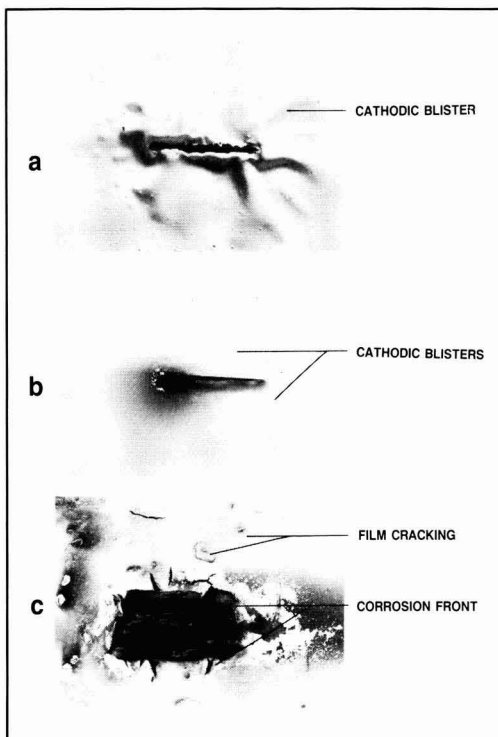 CATHODIC BLISTER
a
CATHODIC BLISTERS
b
FILM CRACKING
CORROSION FRONT
c